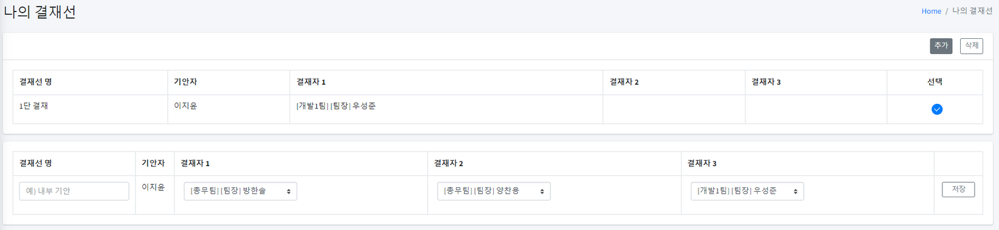 나의 결재선
Home / 나의 결재선
추가 삭제
결재선 명 기안자 결재자 1 결재자 2 결재자 3 선택
1단 결재 이지윤 [개발1팀] [팀장] 우성준
결재선 명 기안자 결재자 1 결재자 2 결재자 3
예) 내부 기안 이지윤 [총무팀] [팀장] 방한솔 [총무팀] [팀장] 양찬용 [개발1팀] [팀장] 우성준 저장